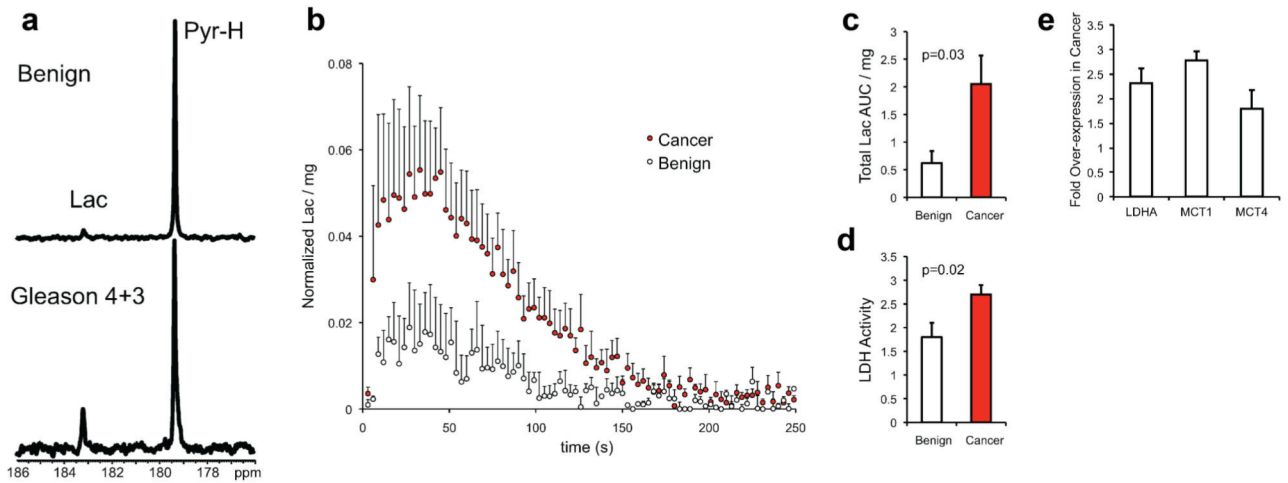 a
Pyr-H
Benign
Lac
Gleason 4+3
186 184 182 180 178 ppm
b
Normalized Lac / mg
0.08
0.06
0.04
0.02
0
Cancer
Benign
0 50 100 150 200 250
time (s)
c
Total Lac AUC / mg
3
2.5
2
1.5
1
0.5
0
p=0.03
Benign Cancer
d
LDH Activity
3.5
3
2.5
2
1.5
1
0.5
0
p=0.02
Benign Cancer
e
Fold Over-expression in Cancer
3.5
3
2.5
2
1.5
1
0.5
0
LDHA MCT1 MCT4